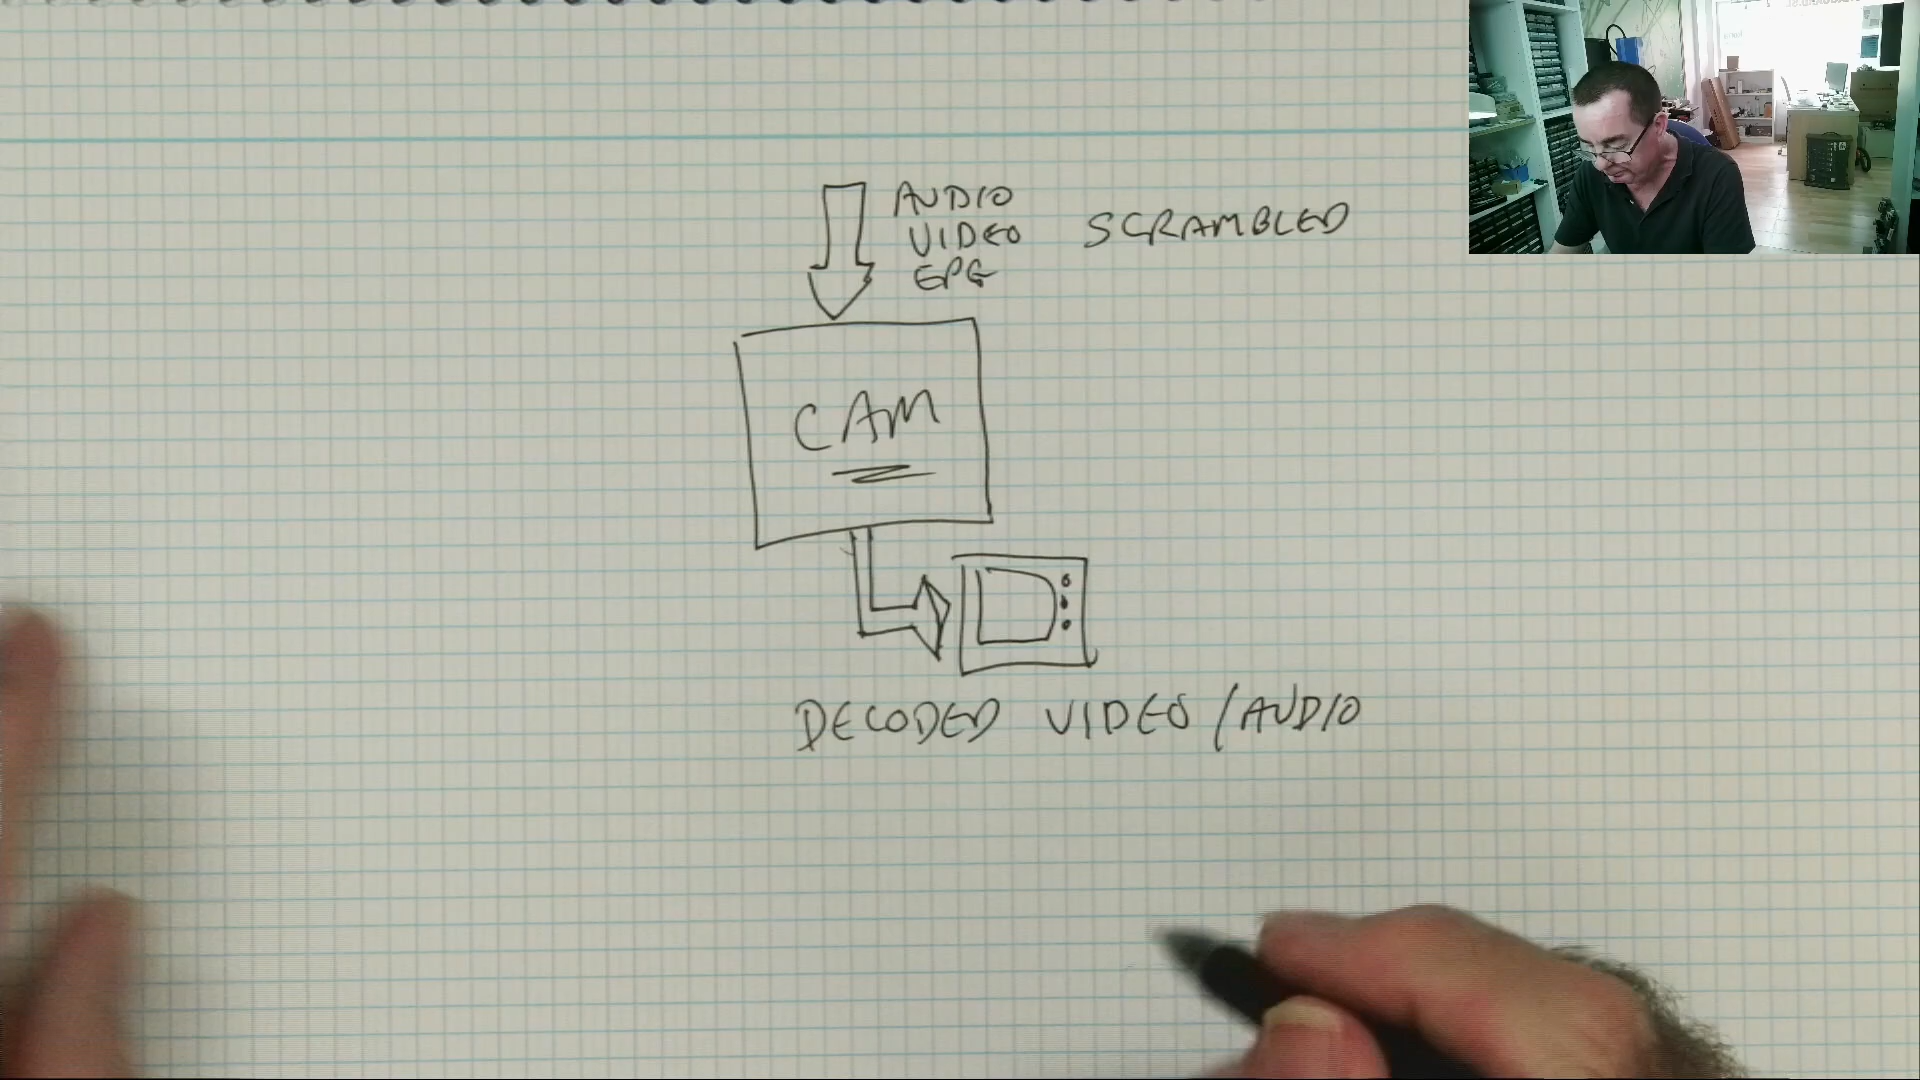 AUDIO
VIDEO SCRAMBLED
EPG
CAM
DECODED VIDEO / AUDIO